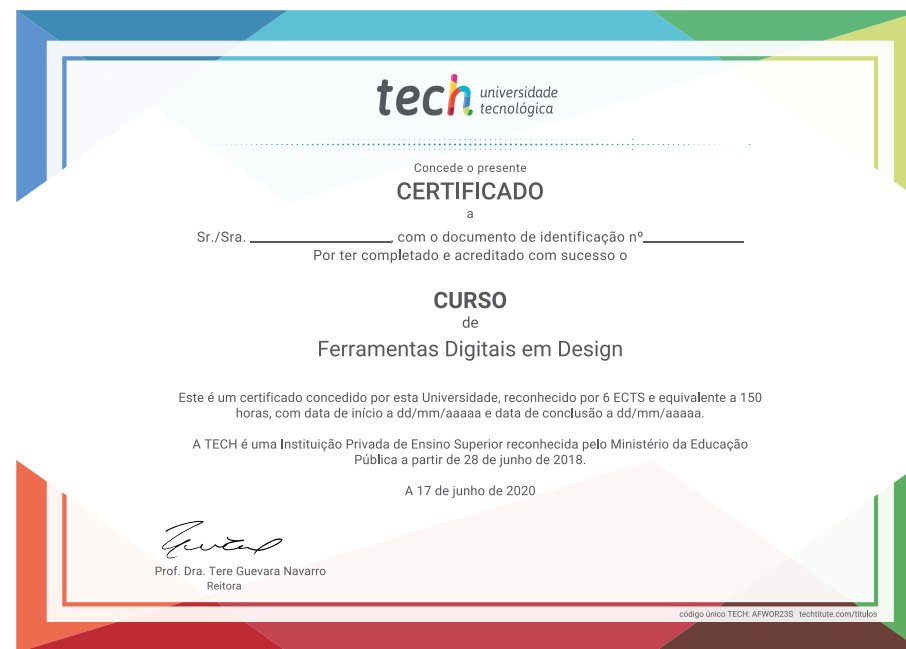 tech universidade
tecnológica
Concede o presente
CERTIFICADO
a
Sr./Sra. ____________, com o documento de identificação nº____________
Por ter completado e acreditado com sucesso o
CURSO
de
Ferramentas Digitais em Design
Este é um certificado concedido por esta Universidade, reconhecido por 6 ECTS e equivalente a 150
horas, com data de início a dd/mm/aaaaa e data de conclusão a dd/mm/aaaaa.
A TECH é uma Instituição Privada de Ensino Superior reconhecida pelo Ministério da Educação
Pública a partir de 28 de junho de 2018.
A 17 de junho de 2020
Prof. Dra. Tere Guevara Navarro
Reitora
código único TECH: AFWOR23S techtitute.com/titulos